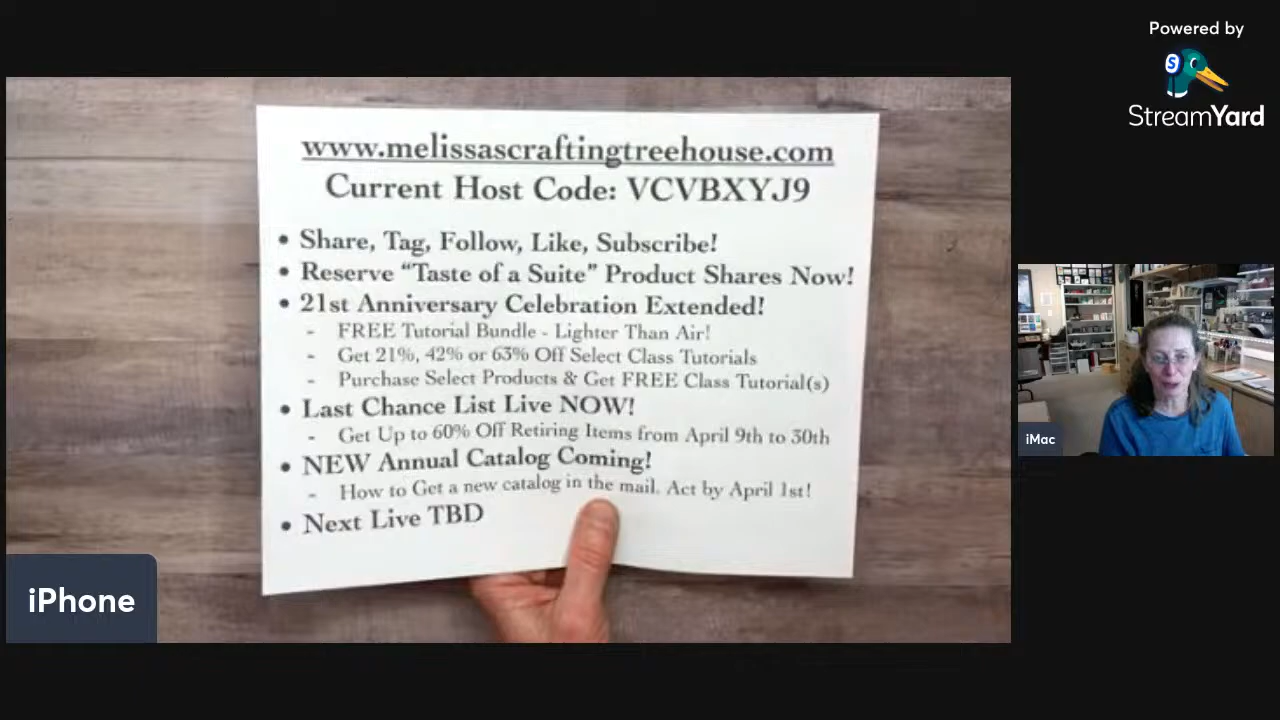 Powered by
StreamYard
www.melissascraftingtreehouse.com
Current Host Code: VCVBXYJ9
• Share, Tag, Follow, Like, Subscribe!
• Reserve “Taste of a Suite” Product Shares Now!
• 21st Anniversary Celebration Extended!
- FREE Tutorial Bundle - Lighter Than Air!
- Get 21%, 42% or 63% Off Select Class Tutorials
- Purchase Select Products & Get FREE Class Tutorial(s)
• Last Chance List Live NOW!
- Get Up to 60% Off Retiring Items from April 9th to 30th
• NEW Annual Catalog Coming!
- How to Get a new catalog in the mail. Act by April 1st!
• Next Live TBD
iMac
iPhone